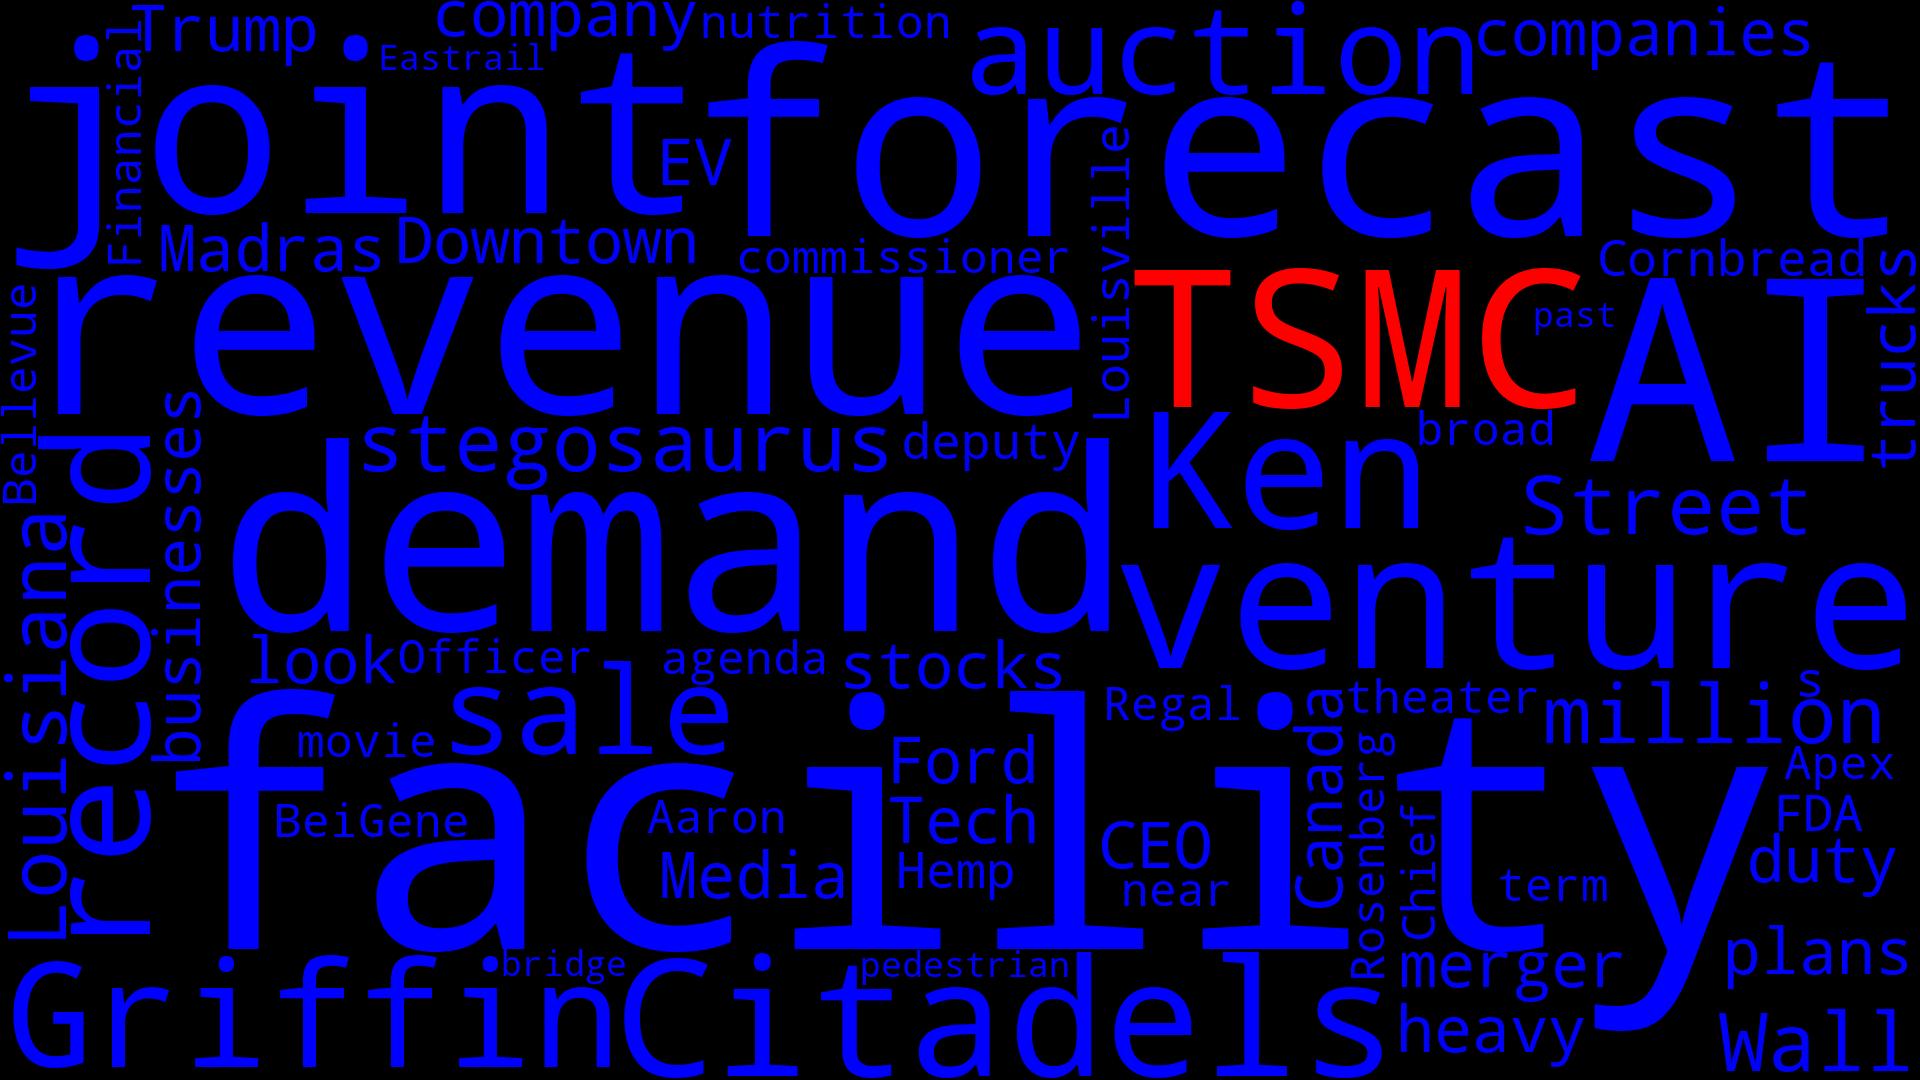 Trump
company
nutrition
auction
companies
Financial
Eastrail
joint
forecast
EV
Louisville
Madras
Downtown
commissioner
Cornbread
trucks
Bellevue
revenue
TSMC
past
AI
businesses
stegosaurus
deputy
Ken
broad
Street
record
Louisiana
demand
venture
look
Officer
agenda
stocks
sale
Regal
theater
s
million
movie
facility
Canada
Rosenberg
Ford
Apex
BeiGene
Aaron
Tech
CEO
Chief
FDA
Media
Hemp
near
term
duty
Griffin
bridge
Citadels
pedestrian
merger
plans
heavy
Wall